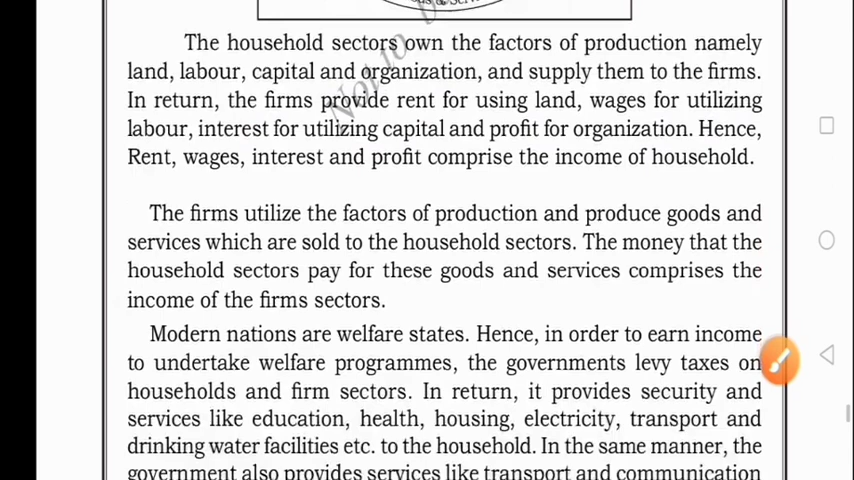 The household sectors own the factors of production namely
land, labour, capital and organization, and supply them to the firms.
In return, the firms provide rent for using land, wages for utilizing
labour, interest for utilizing capital and profit for organization. Hence,
Rent, wages, interest and profit comprise the income of household.
The firms utilize the factors of production and produce goods and
services which are sold to the household sectors. The money that the
household sectors pay for these goods and services comprises the
income of the firms sectors.
Modern nations are welfare states. Hence, in order to earn income
to undertake welfare programmes, the governments levy taxes on
households and firm sectors. In return, it provides security and
services like education, health, housing, electricity, transport and
drinking water facilities etc. to the household. In the same manner, the
government also provides services like transport and communication
Not to